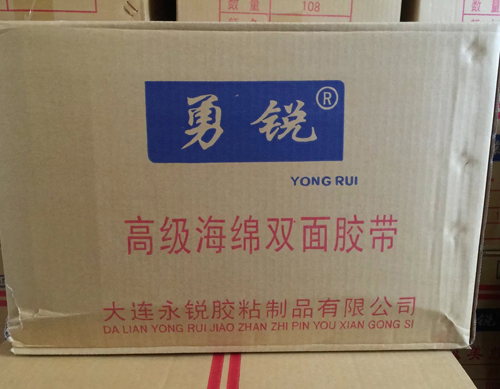 数量 108
数量
勇锐®
YONG RUI
高级海绵双面胶带
大连永锐胶粘制品有限公司
DA LIAN YONG RUI JIAO ZHAN ZHI PIN YOU XIAN GONG SI